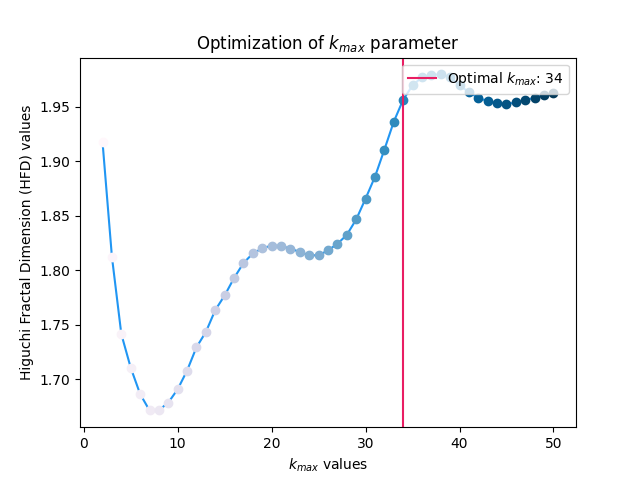 Optimization of k_max parameter
Optimal k_max: 34
Higuchi Fractal Dimension (HFD) values
1.95
1.90
1.85
1.80
1.75
1.70
0 10 20 30 40 50
k_max values